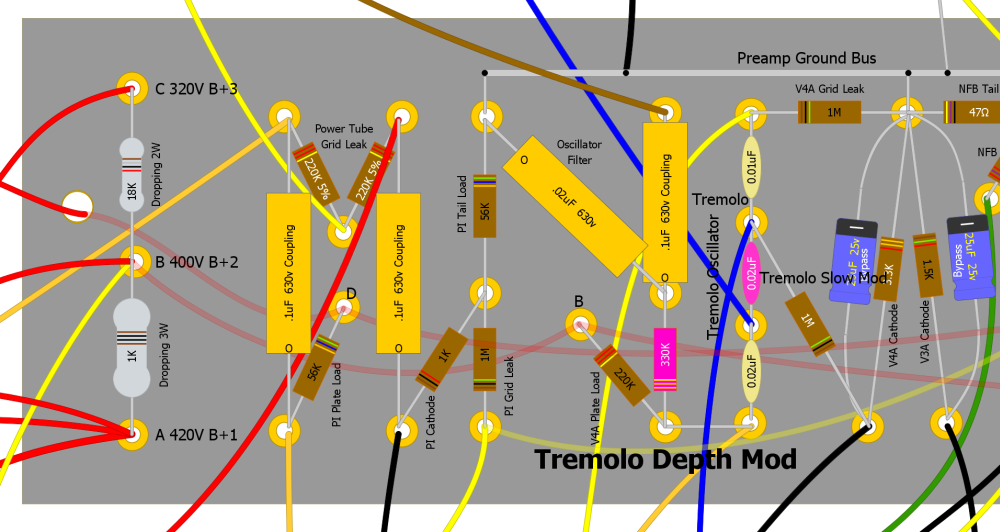 Preamp Ground Bus
C 320V B+3
V4A Grid Leak
NFB Tail
1M
47Ω
Power Tube
Grid Leak
Oscillator
Filter
220K 5%
220K 5%
Dropping 2W
18K
PI Tail Load
56K
.02uF 630v
.1uF 630v Coupling
0.01uF
NFB
Tremolo
B 400V B+2
.1uF 630v Coupling
.1uF 630v Coupling
Tremolo Oscillator
0.02uF
Tremolo Slow Mod
25v
Bypass
1.5K
25uF 25v
Bypass
D
B
1M
V4A Cathode
V3A Cathode
1K
Dropping 3W
56K
PI Plate Load
1K
PI Cathode
1M
PI Grid Leak
220K
V4A Plate Load
330K
0.02uF
A 420V B+1
Tremolo Depth Mod